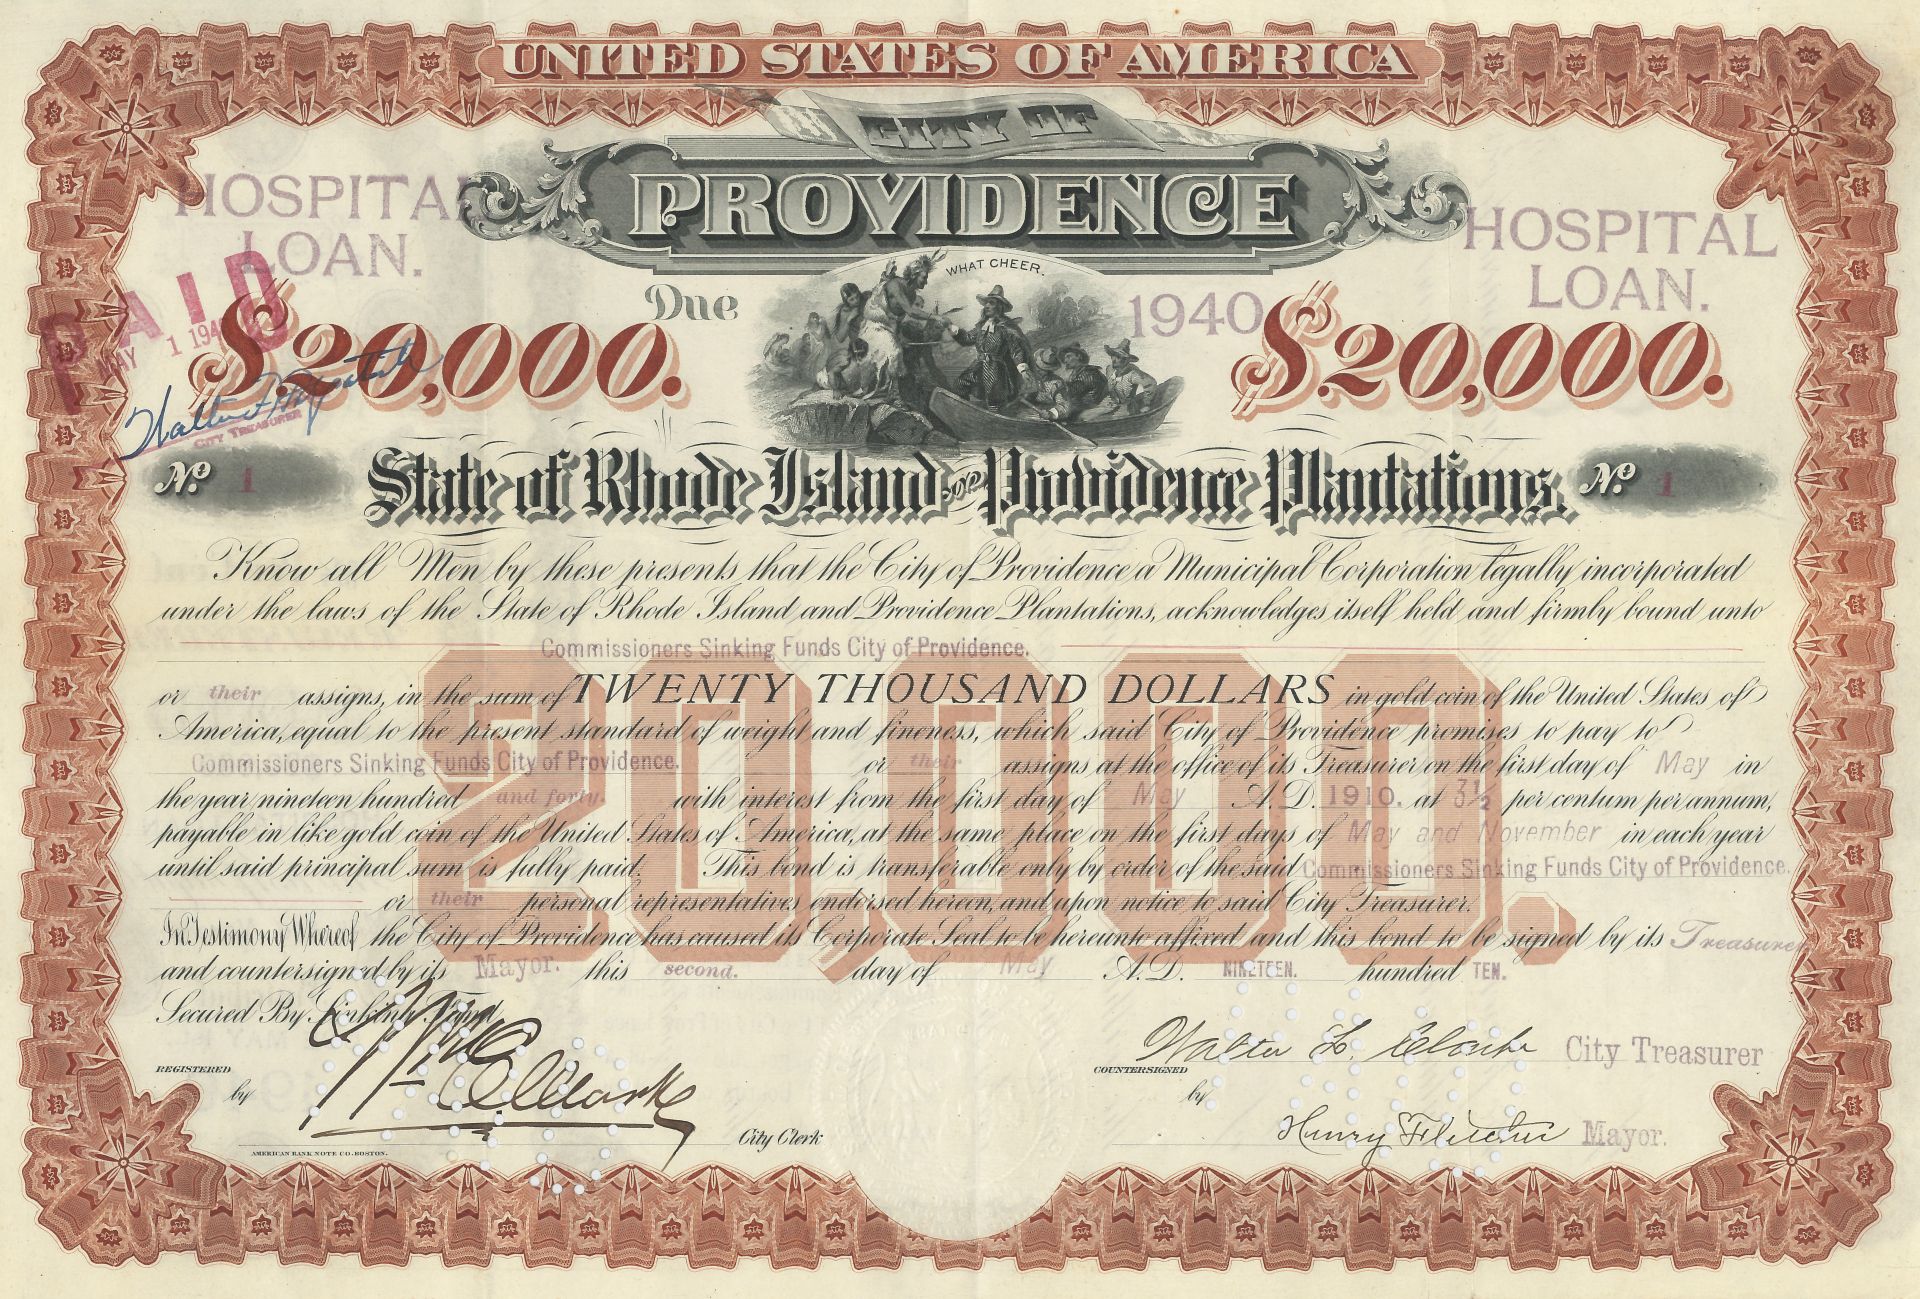 UNITED STATES OF AMERICA
CITY OF
PROVIDENCE
HOSPITAL
LOAN.
HOSPITAL
LOAN.
WHAT CHEER.
Due 1940
PAID
MAY 1 194
$20,000.
$20,000.
CITY TREASURER
No. 1
State of Rhode Island and Providence Plantations.
No. 1
Know all Men by these presents that the City of Providence a Municipal Corporation legally incorporated
under the laws of the State of Rhode Island and Providence Plantations, acknowledges itself held and firmly bound unto
Commissioners Sinking Funds City of Providence.
or their assigns, in the sum of TWENTY THOUSAND DOLLARS in gold coin of the United States of
America, equal to the present standard of weight and fineness, which said City of Providence promises to pay to
Commissioners Sinking Funds City of Providence. or their assigns at the office of its Treasurer on the first day of May in
the year nineteen hundred and forty. with interest from the first day of May A.D. 1910. at 3½ per centum per annum,
payable in like gold coin of the United States of America, at the same place on the first days of May and November in each year
until said principal sum is fully paid. This bond is transferable only by order of the said Commissioners Sinking Funds City of Providence.
or their personal representatives endorsed hereon, and upon notice to said City Treasurer.
20,000.
In Testimony Whereof the City of Providence has caused its Corporate Seal to be hereunto affixed and this bond to be signed by its Treasurer
and countersigned by its Mayor. this second. day of May A.D. NINETEEN. hundred TEN.
Secured By Sinking Fund
Walter L. Clarke City Treasurer
REGISTERED
by City Clerk
COUNTERSIGNED
by Henry Fletcher Mayor.
AMERICAN BANK NOTE CO. BOSTON.